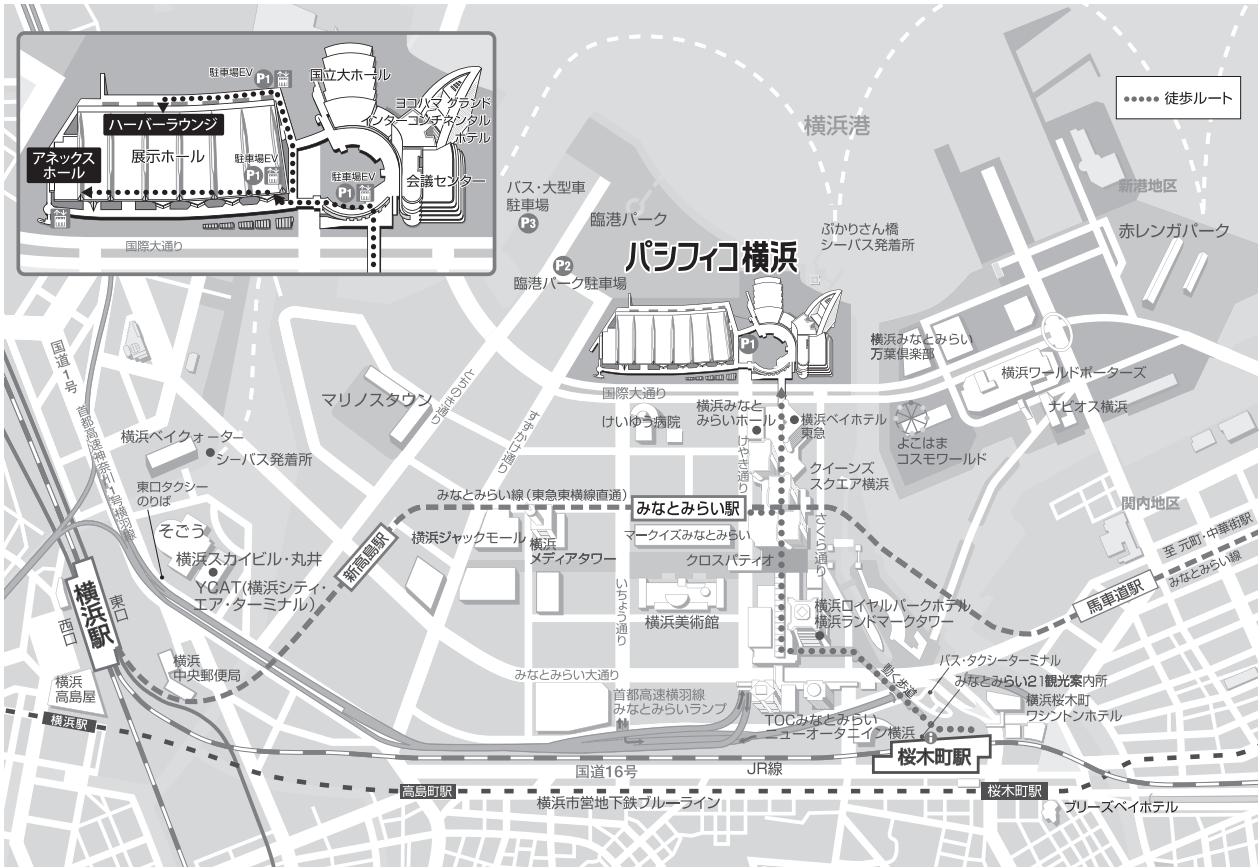 駐車場EV
P1
国立大ホール
ヨコハマ グランド
インターコンチネンタル
ホテル
ハーバーラウンジ
アネックス
ホール
展示ホール
駐車場EV
P1
駐車場EV
P1
会議センター
国際大通り
徒歩ルート
横浜港
新港地区
バス・大型車
駐車場
P3
臨港パーク
ぷかりさん橋
シーバス発着所
赤レンガパーク
パシフィコ横浜
P2
臨港パーク駐車場
P1
横浜みなとみらい
万葉倶楽部
横浜ワールドポーターズ
ナビオス横浜
国道1号
首都高速神奈川1号横羽線
マリノスタウン
とちのき通り
すずかけ通り
国際大通り
けいゆう病院
横浜みなと
みらいホール
けやき通り
横浜ベイホテル
東急
よこはま
コスモワールド
横浜ベイクォーター
シーバス発着所
クイーンズ
スクエア横浜
東口タクシー
のりば
みなとみらい線(東急東横線直通)
みなとみらい駅
さくら通り
関内地区
そごう
横浜スカイビル・丸井
YCAT(横浜シティ・
エア・ターミナル)
新高島駅
横浜ジャックモール
横浜
メディアタワー
マークイズみなとみらい
クロスパティオ
至 元町・中華街駅
みなとみらい線
馬車道駅
横浜駅
東口
西口
いちょう通り
横浜美術館
横浜ロイヤルパークホテル
横浜ランドマークタワー
横浜
中央郵便局
横浜
高島屋
みなとみらい大通り
動く歩道
バス・タクシーターミナル
みなとみらい21観光案内所
横浜桜木町
ワシントンホテル
首都高速横羽線
みなとみらいランプ
横浜駅
TOCみなとみらい
ニューオータニイン横浜
i
桜木町駅
国道16号
JR線
高島町駅
横浜市営地下鉄ブルーライン
桜木町駅
ブリーズベイホテル